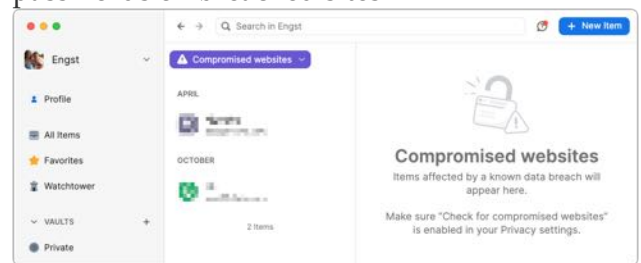 Search in Engst
New Item
Engst
Compromised websites
Profile
APRIL
All Items
Favorites
OCTOBER
Watchtower
VAULTS
2 Items
Private
Compromised websites
Items affected by a known data breach will
appear here.
Make sure "Check for compromised websites"
is enabled in your Privacy settings.